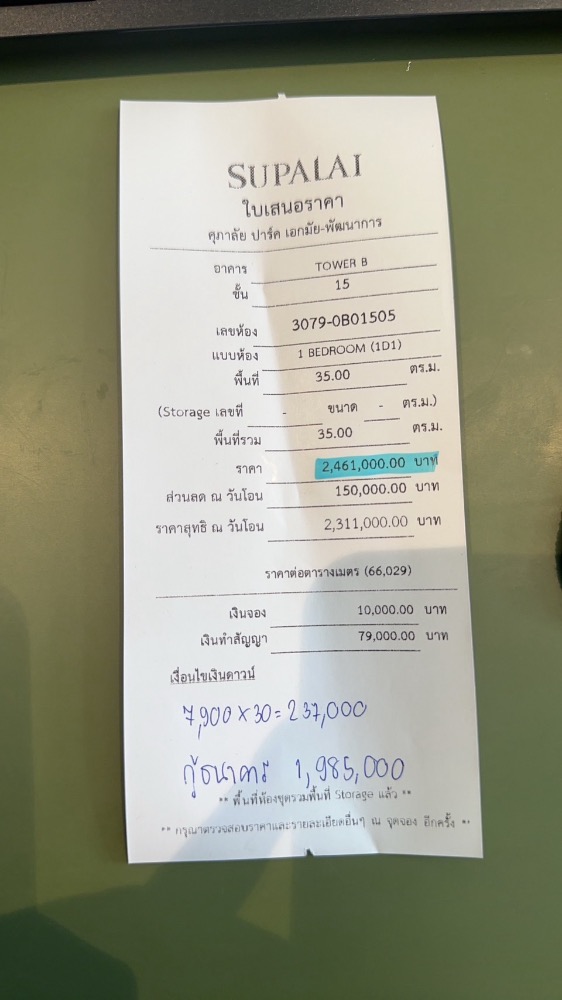 SUPALAI
ใบเสนอราคา
ศุภาลัย ปาร์ค เอกมัย-พัฒนาการ
อาคาร TOWER B
ชั้น 15
เลขห้อง 3079-0B01505
แบบห้อง 1 BEDROOM (1D1)
พื้นที่ 35.00 ตร.ม.
(Storage เลขที่ - ขนาด - ตร.ม.)
พื้นที่รวม 35.00 ตร.ม.
ราคา 2,461,000.00 บาท
ส่วนลด ณ วันโอน 150,000.00 บาท
ราคาสุทธิ ณ วันโอน 2,311,000.00 บาท
ราคาต่อตารางเมตร (66,029)
เงินจอง 10,000.00 บาท
เงินทำสัญญา 79,000.00 บาท
เงื่อนไขเงินดาวน์
7,900 x 30 = 237,000
กู้ธนาคาร 1,985,000
** พื้นที่ห้องชุดรวมพื้นที่ Storage แล้ว **
** กรุณาตรวจสอบราคาและรายละเอียดอื่นๆ ณ จุดจอง อีกครั้ง **